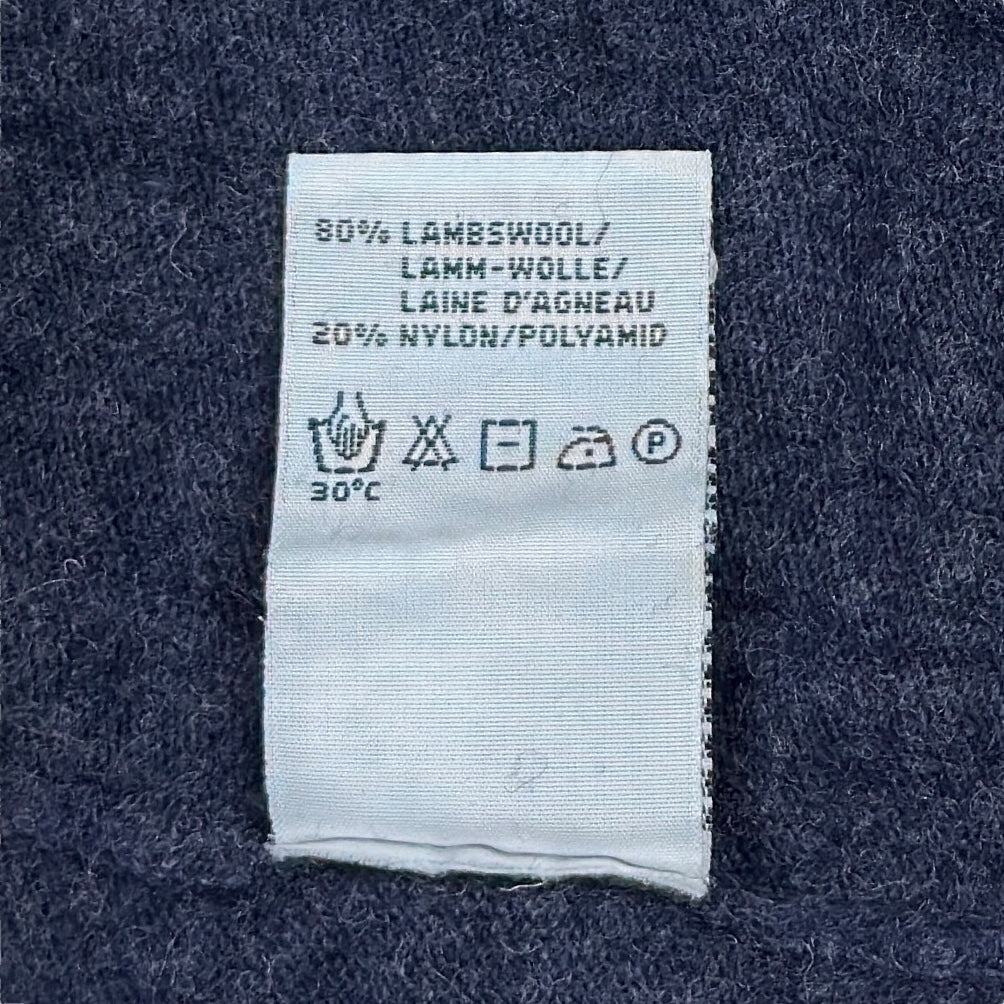 80% LAMBSWOOL/
LAMM-WOLLE/
LAINE D'AGNEAU
20% NYLON/POLYAMID
P
30°C